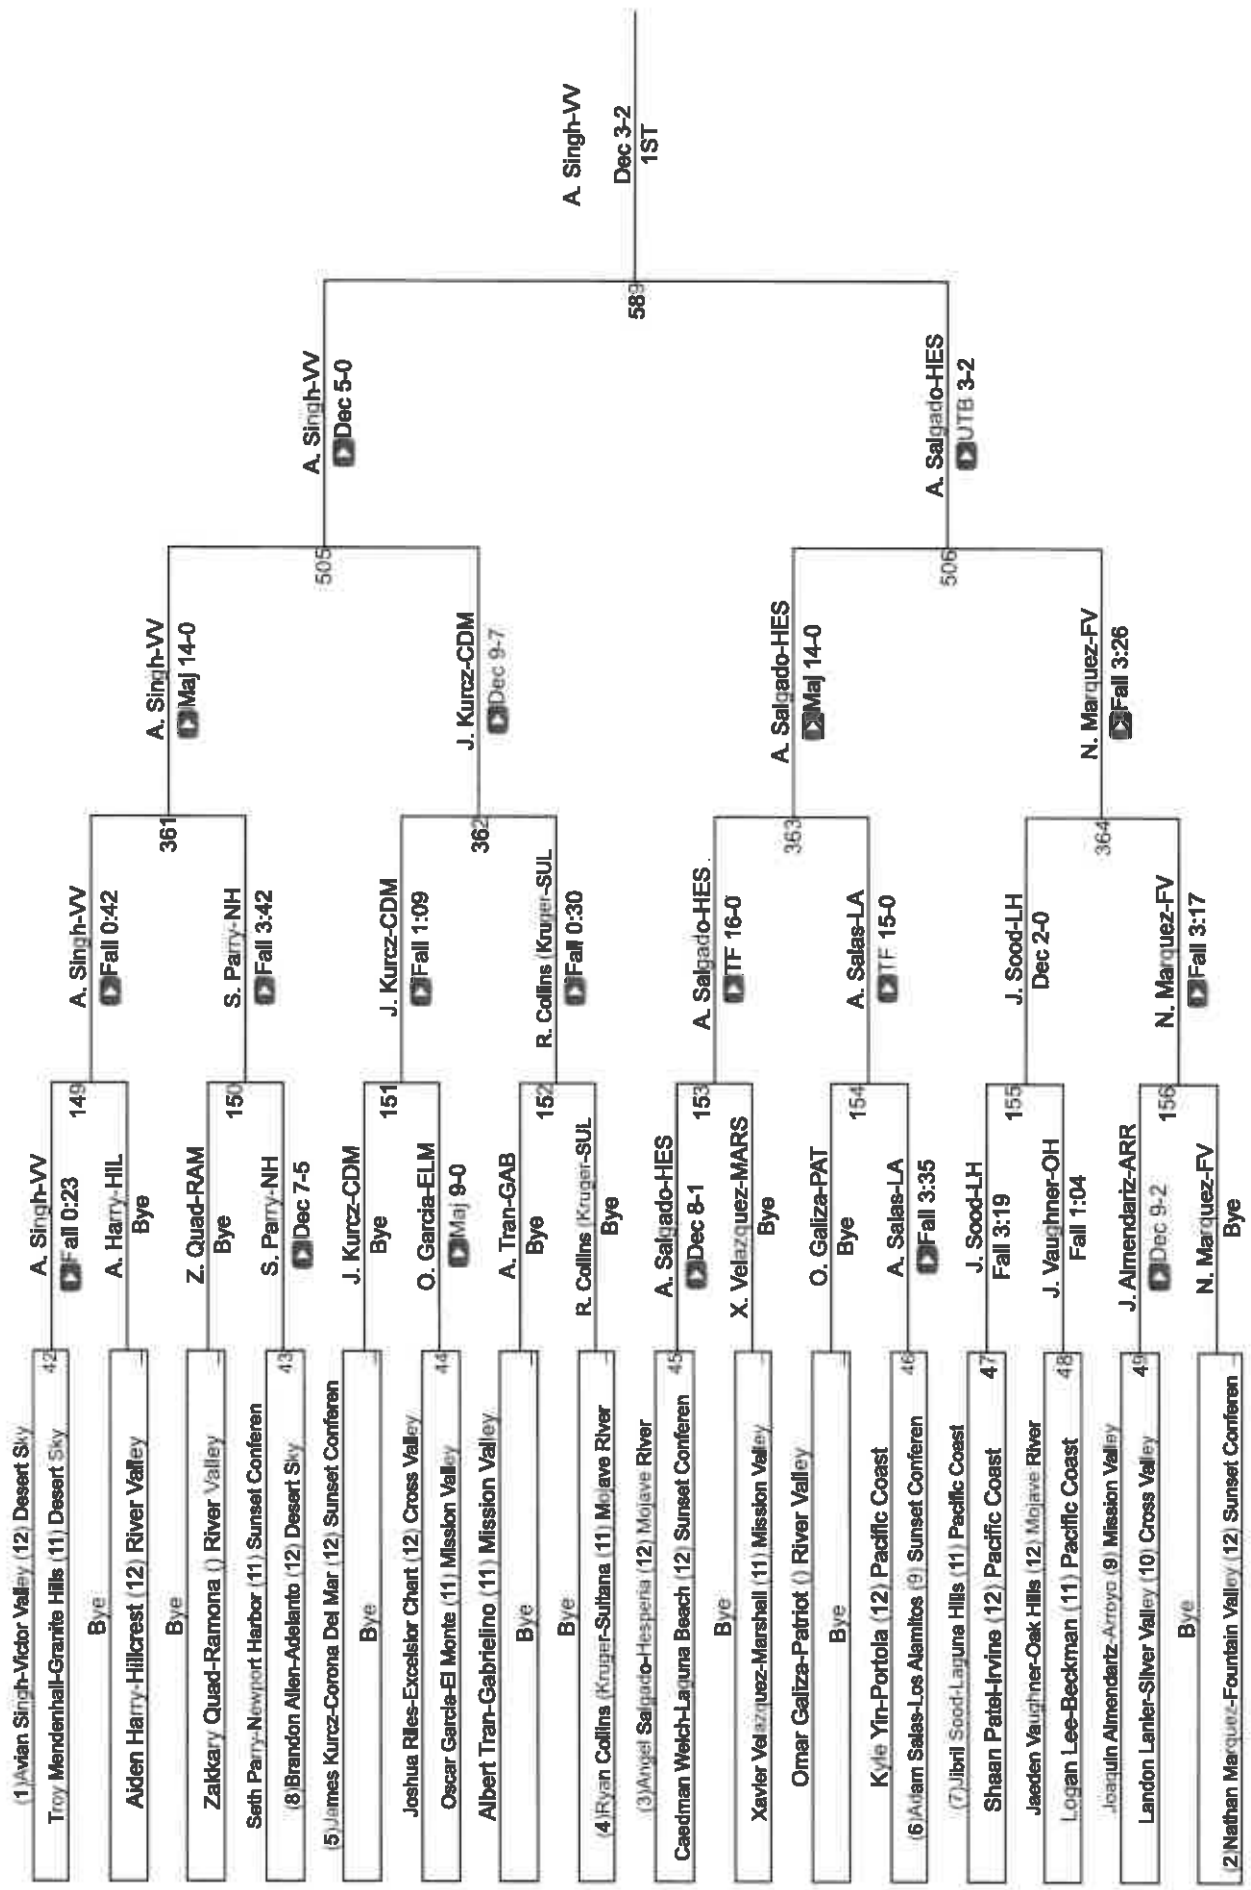 (1)Avian Singh-Victor Valley (12) Desert Sky
42
Troy Mendenhall-Granite Hills (11) Desert Sky
Bye
Aiden Harry-Hillcrest (12) River Valley
Bye
Zakkary Quad-Ramona () River Valley
Seth Parry-Newport Harbor (11) Sunset Conferen
43
(8)Brandon Allen-Adelanto (12) Desert Sky
(5)James Kurcz-Corona Del Mar (12) Sunset Conferen
Bye
Joshua Riles-Excelsior Chart (12) Cross Valley
44
Oscar Garcia-El Monte (11) Mission Valley
Albert Tran-Gabrielino (11) Mission Valley
Bye
Bye
(4)Ryan Collins (Kruger-Sultana (11) Mojave River
(3)Angel Salgado-Hesperia (12) Mojave River
45
Caedman Welch-Laguna Beach (12) Sunset Conferen
Bye
Xavier Velazquez-Marshall (11) Mission Valley
Omar Galiza-Patriot () River Valley
Bye
Kyle Yin-Portola (12) Pacific Coast
46
(6)Adam Salas-Los Alamitos (9) Sunset Conferen
(7)Jibril Sood-Laguna Hills (11) Pacific Coast
47
Shaan Patel-Irvine (12) Pacific Coast
Jaeden Vaughner-Oak Hills (12) Mojave River
48
Logan Lee-Beckman (11) Pacific Coast
Joaquin Almendariz-Arroyo (9) Mission Valley
49
Landon Lanier-Silver Valley (10) Cross Valley
Bye
(2)Nathan Marquez-Fountain Valley (12) Sunset Conferen
A. Singh-VV
Fall 0:23
149
A. Harry-HIL
Bye
Z. Quad-RAM
Bye
150
S. Parry-NH
Dec 7-5
J. Kurcz-CDM
Bye
151
O. Garcia-ELM
Maj 9-0
A. Tran-GAB
Bye
152
R. Collins (Kruger-SUL
Bye
A. Salgado-HES
Dec 8-1
153
X. Velazquez-MARS
Bye
O. Galiza-PAT
Bye
154
A. Salas-LA
Fall 3:35
J. Sood-LH
Fall 3:19
155
J. Vaughner-OH
Fall 1:04
J. Almendariz-ARR
Dec 9-2
156
N. Marquez-FV
Bye
A. Singh-VV
Fall 0:42
361
S. Parry-NH
Fall 3:42
J. Kurcz-CDM
Fall 1:09
362
R. Collins (Kruger-SUL
Fall 0:30
A. Salgado-HES
TF 16-0
363
A. Salas-LA
TF 15-0
J. Sood-LH
Dec 2-0
364
N. Marquez-FV
Fall 3:17
A. Singh-VV
Maj 14-0
505
J. Kurcz-CDM
Dec 9-7
A. Salgado-HES
Maj 14-0
506
N. Marquez-FV
Fall 3:26
A. Singh-VV
Dec 5-0
589
A. Salgado-HES
UTB 3-2
A. Singh-VV
Dec 3-2
1ST